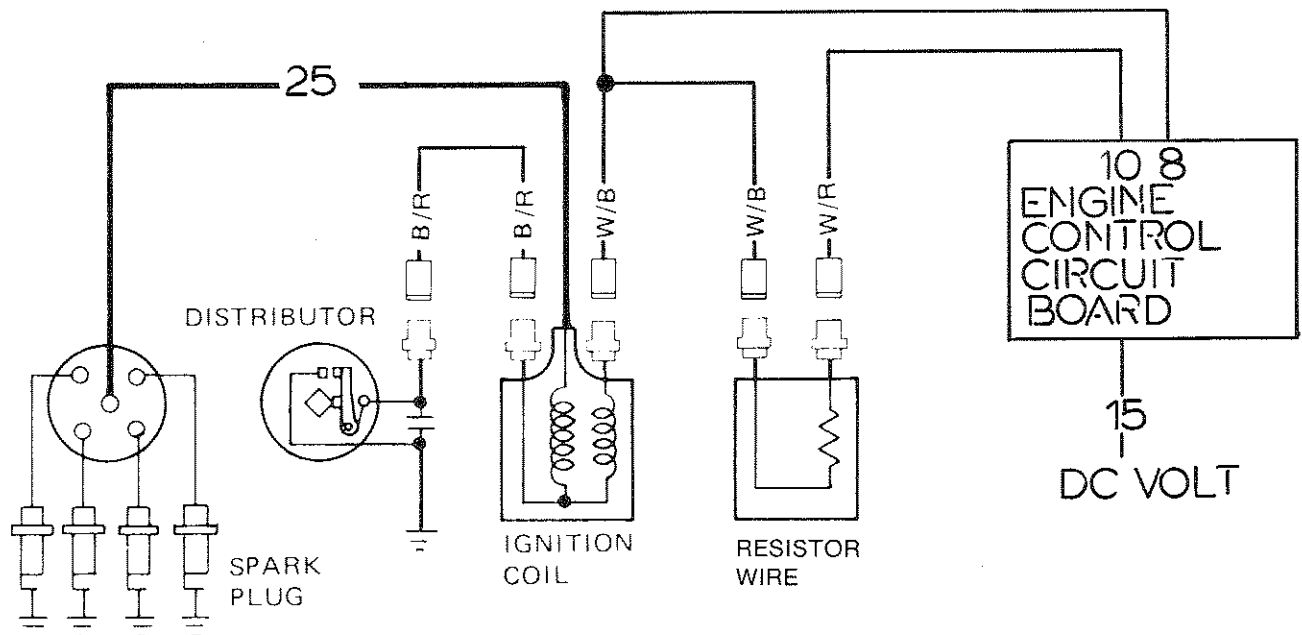 25
B/R
B/R
W/B
W/B
W/R
10 8
ENGINE
CONTROL
CIRCUIT
BOARD
DISTRIBUTOR
15
DC VOLT
IGNITION
COIL
RESISTOR
WIRE
SPARK
PLUG